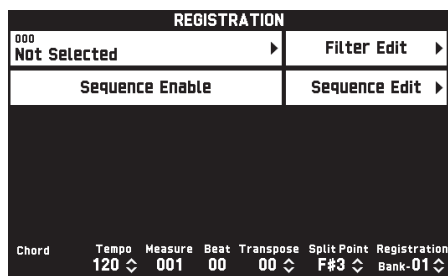 REGISTRATION
000
Not Selected
Filter Edit
Sequence Enable
Sequence Edit
Chord Tempo Measure Beat Transpose Split Point Registration
120 001 00 00 F#3 Bank-01